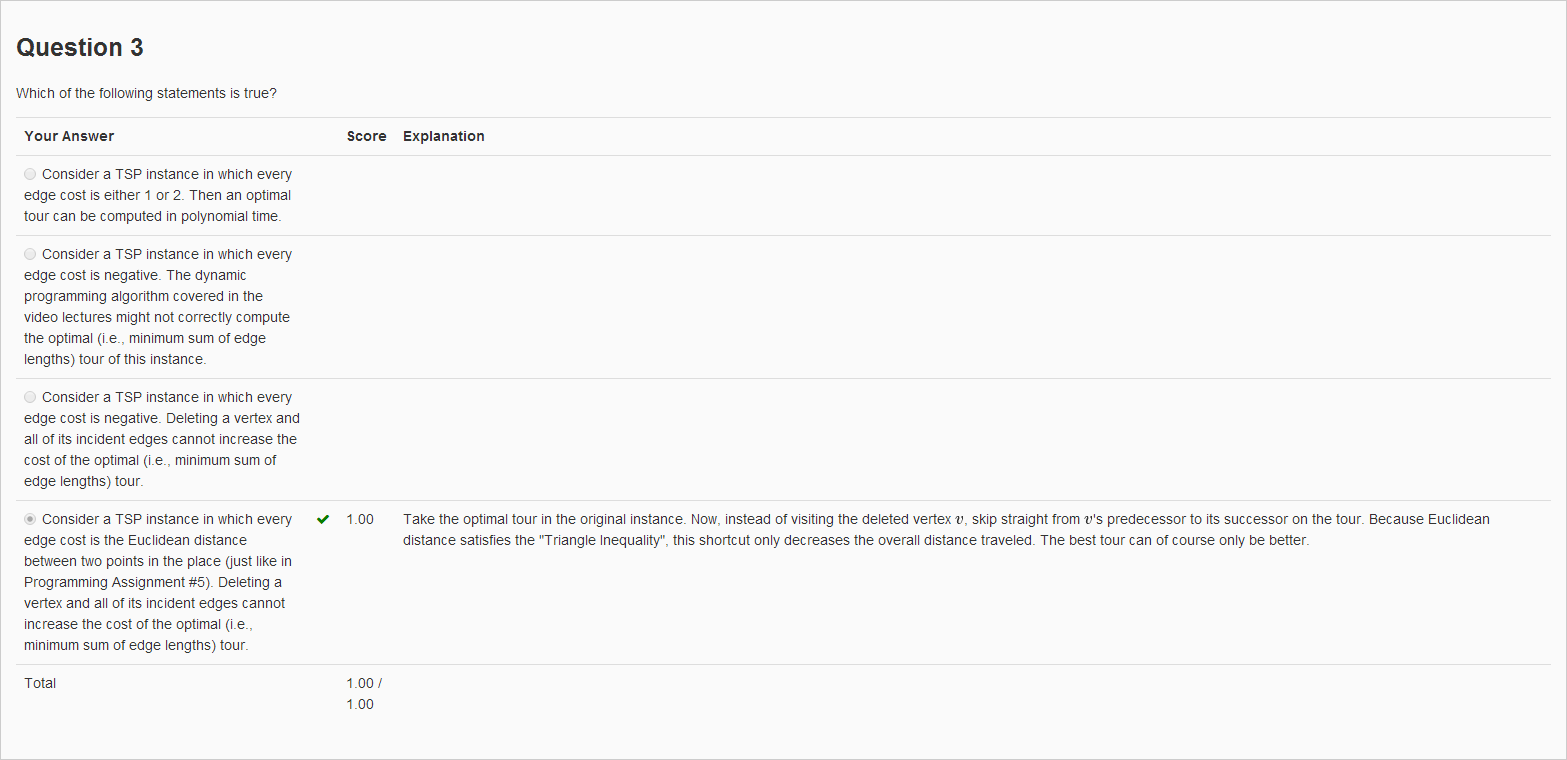 Question 3
Which of the following statements is true?
Your Answer Score Explanation
Consider a TSP instance in which every
edge cost is either 1 or 2. Then an optimal
tour can be computed in polynomial time.
Consider a TSP instance in which every
edge cost is negative. The dynamic
programming algorithm covered in the
video lectures might not correctly compute
the optimal (i.e., minimum sum of edge
lengths) tour of this instance.
Consider a TSP instance in which every
edge cost is negative. Deleting a vertex and
all of its incident edges cannot increase the
cost of the optimal (i.e., minimum sum of
edge lengths) tour.
Consider a TSP instance in which every
edge cost is the Euclidean distance
between two points in the place (just like in
Programming Assignment #5). Deleting a
vertex and all of its incident edges cannot
increase the cost of the optimal (i.e.,
minimum sum of edge lengths) tour.
1.00
Take the optimal tour in the original instance. Now, instead of visiting the deleted vertex v, skip straight from v's predecessor to its successor on the tour. Because Euclidean
distance satisfies the "Triangle Inequality", this shortcut only decreases the overall distance traveled. The best tour can of course only be better.
Total
1.00 /
1.00